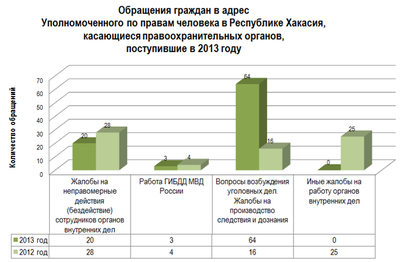 Обращения граждан в адрес
Уполномоченного по правам человека в Республике Хакасия,
касающиеся правоохранительных органов,
поступившие в 2013 году
Количество обращений
70
60
50
40
30
20
10
0
20
28
3
4
64
16
0
25
Жалобы на
неправомерные
действия
(бездействие)
сотрудников органов
внутренних дел
Работа ГИБДД МВД
России
Вопросы возбуждения
уголовных дел.
Жалобы на
производство
следствия и дознания
Иные жалобы на
работу органов
внутренних дел
2013 год 20 3 64 0
2012 год 28 4 16 25